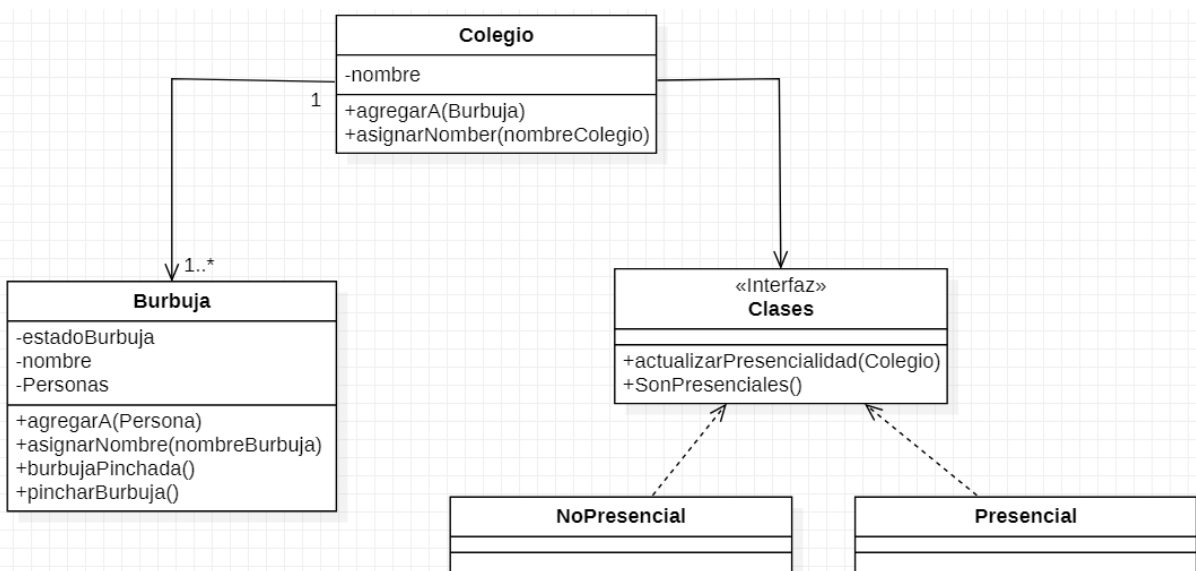 Colegio
-nombre
+agregarA(Burbuja)
+asignarNomber(nombreColegio)
1
1..*
Burbuja
-estadoBurbuja
-nombre
-Personas
+agregarA(Persona)
+asignarNombre(nombreBurbuja)
+burbujaPinchada()
+pincharBurbuja()
«Interfaz»
Clases
+actualizarPresencialidad(Colegio)
+SonPresenciales()
NoPresencial
Presencial